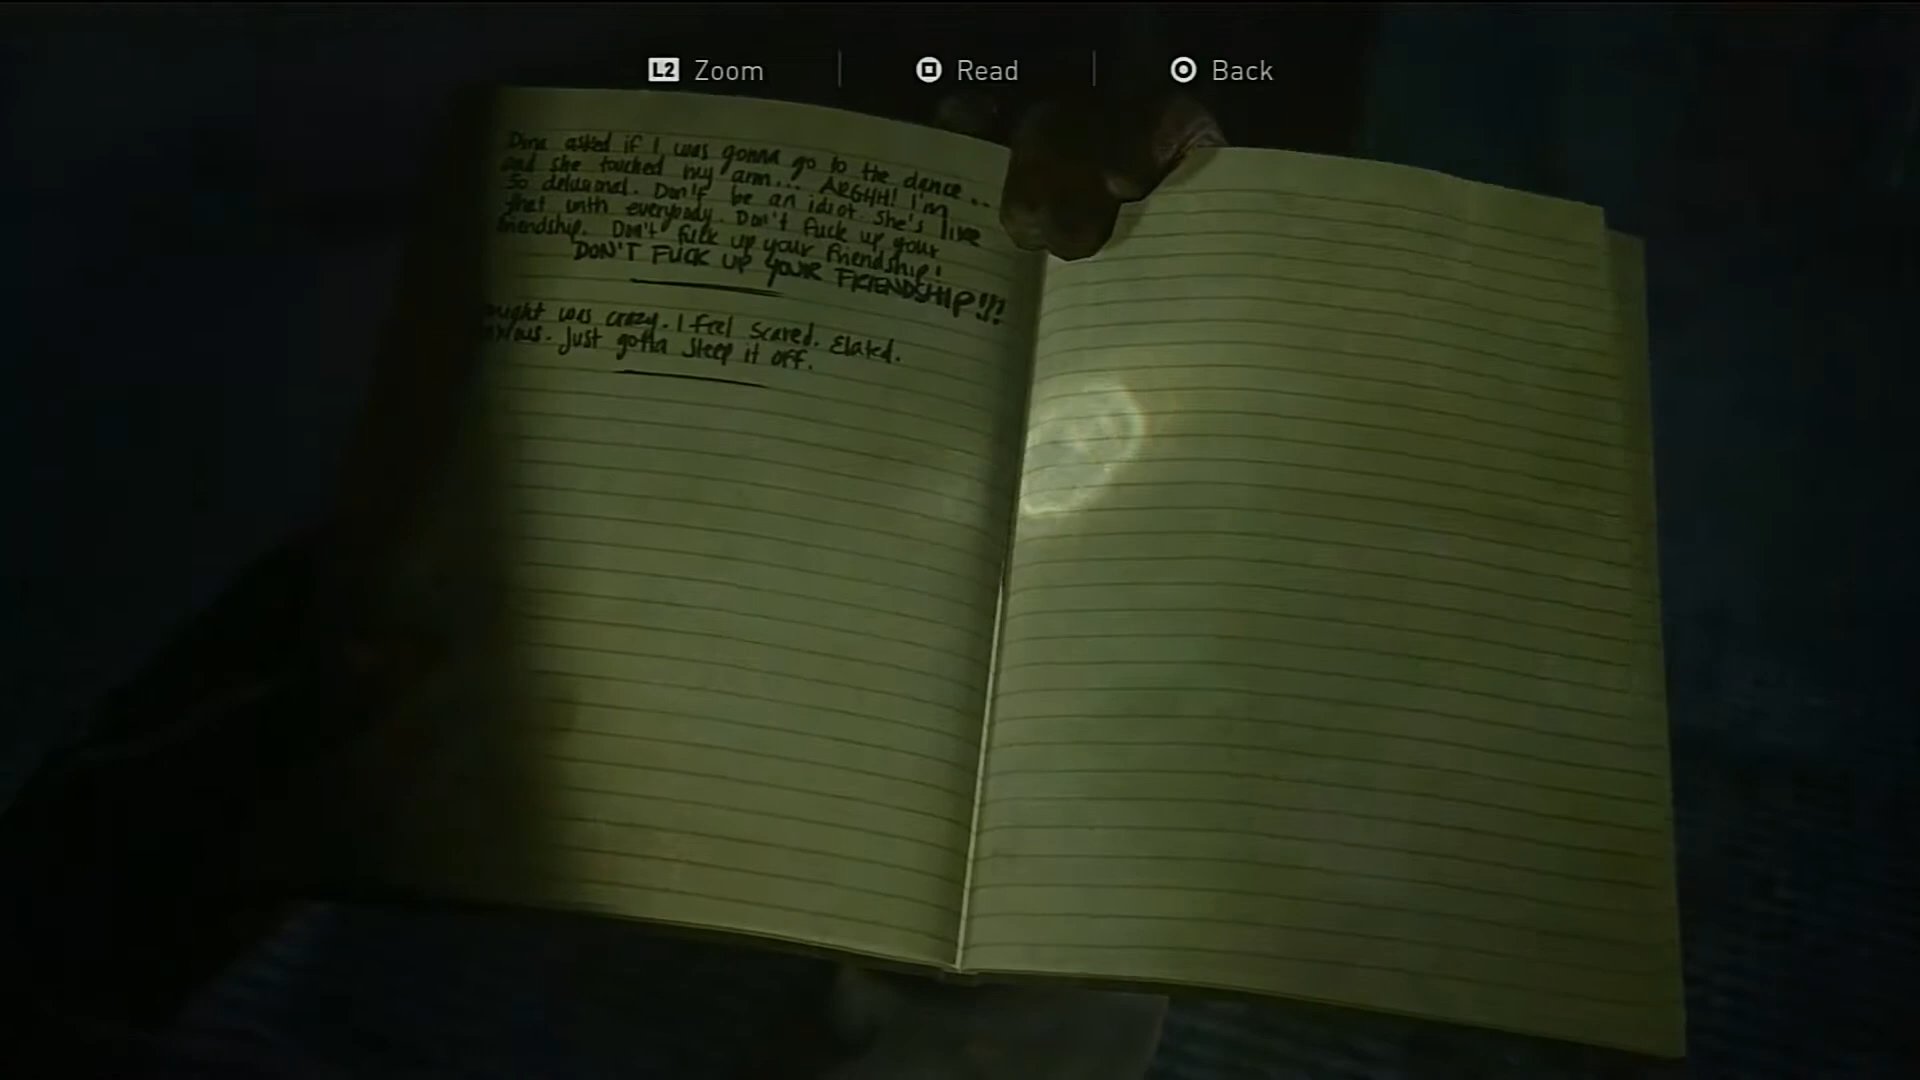 L2 Zoom
Read
Back
Dina asked if I was gonna go to the dance...
and she touched my arm... ARGHH! I'm
so delusional. Don't be an idiot. She's like
that with everybody. Don't fuck up your
friendship. Don't fuck up your friendship!
DON'T FUCK UP YOUR FRIENDSHIP!!!
was crazy. I feel scared. Elated.
Just gotta sleep it off.